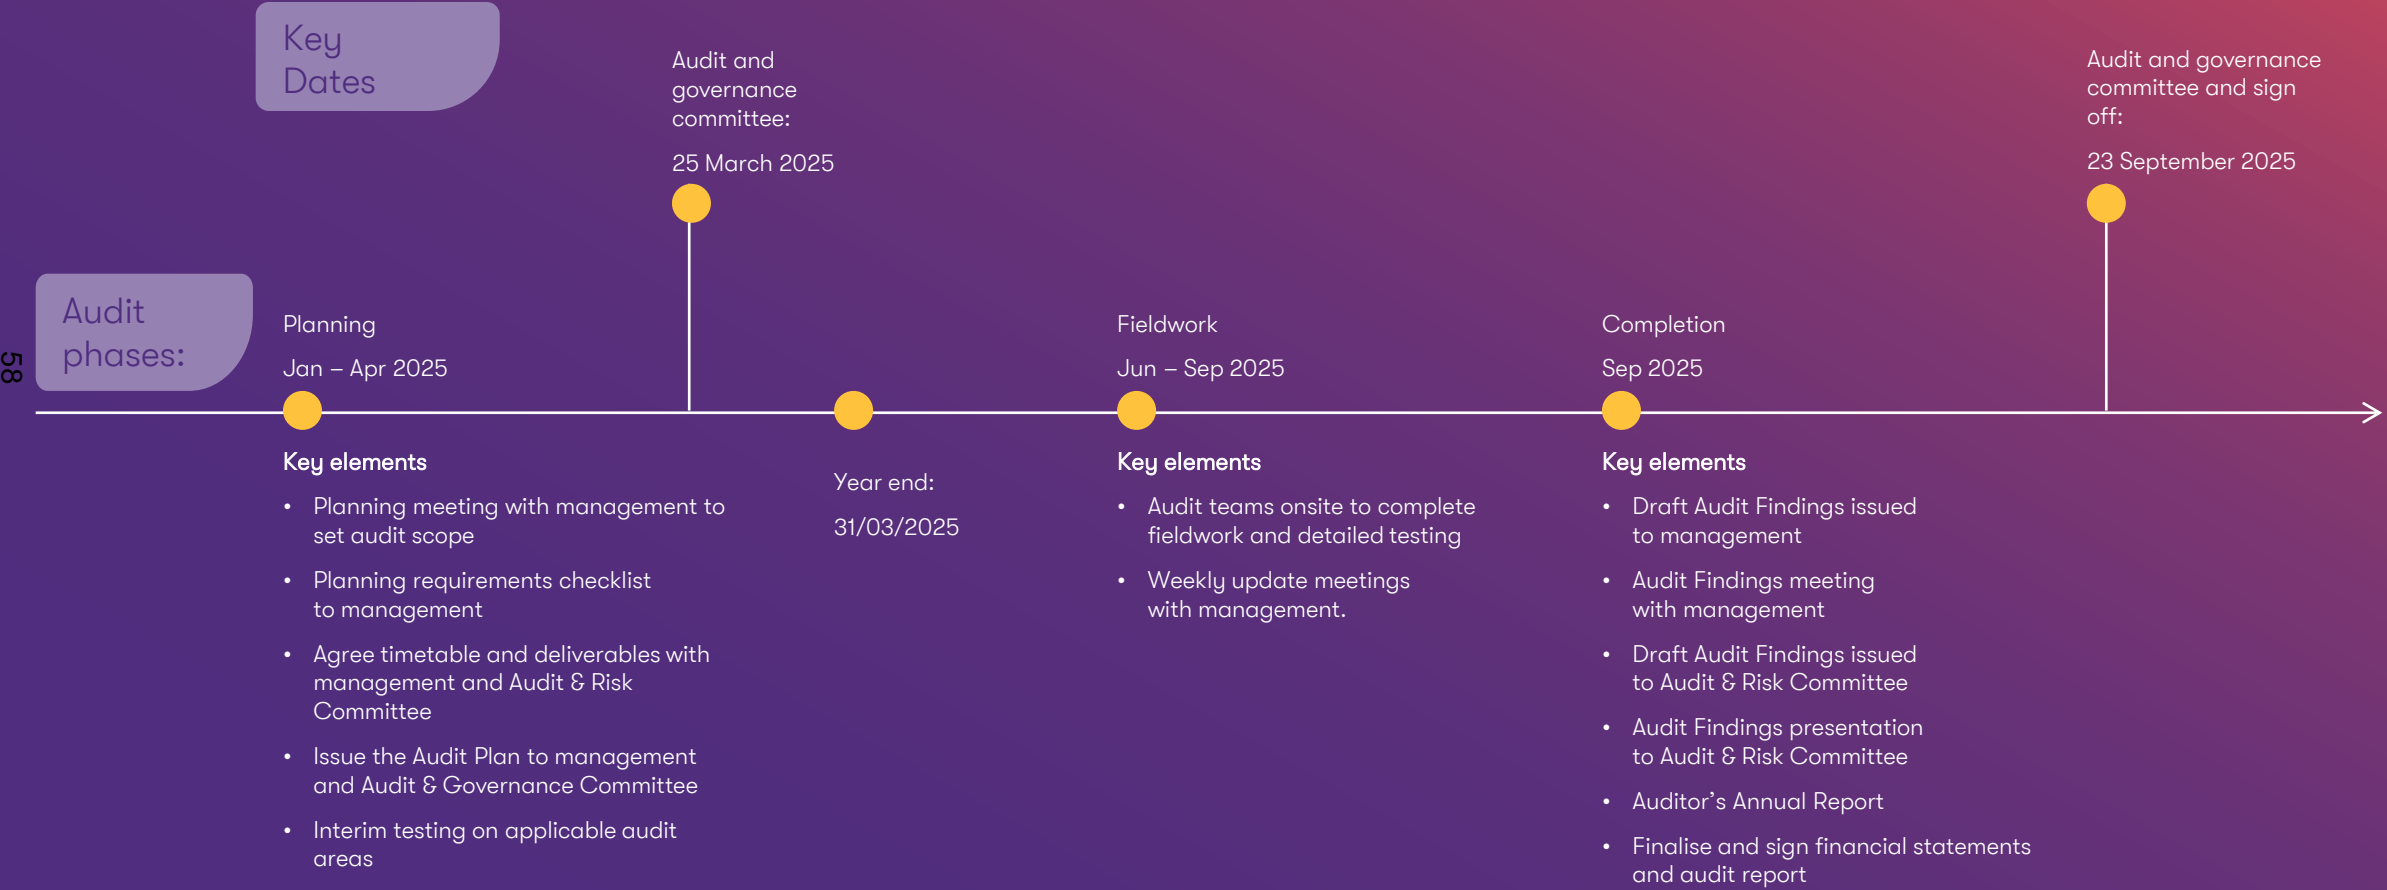 Key
Dates
Audit and
governance
committee:
25 March 2025
Audit and governance
committee and sign
off:
23 September 2025
Audit
phases:
58
Planning
Jan – Apr 2025
Key elements
• Planning meeting with management to
set audit scope
• Planning requirements checklist
to management
• Agree timetable and deliverables with
management and Audit & Risk
Committee
• Issue the Audit Plan to management
and Audit & Governance Committee
• Interim testing on applicable audit
areas
Year end:
31/03/2025
Fieldwork
Jun – Sep 2025
Key elements
• Audit teams onsite to complete
fieldwork and detailed testing
• Weekly update meetings
with management.
Completion
Sep 2025
Key elements
• Draft Audit Findings issued
to management
• Audit Findings meeting
with management
• Draft Audit Findings issued
to Audit & Risk Committee
• Audit Findings presentation
to Audit & Risk Committee
• Auditor’s Annual Report
• Finalise and sign financial statements
and audit report